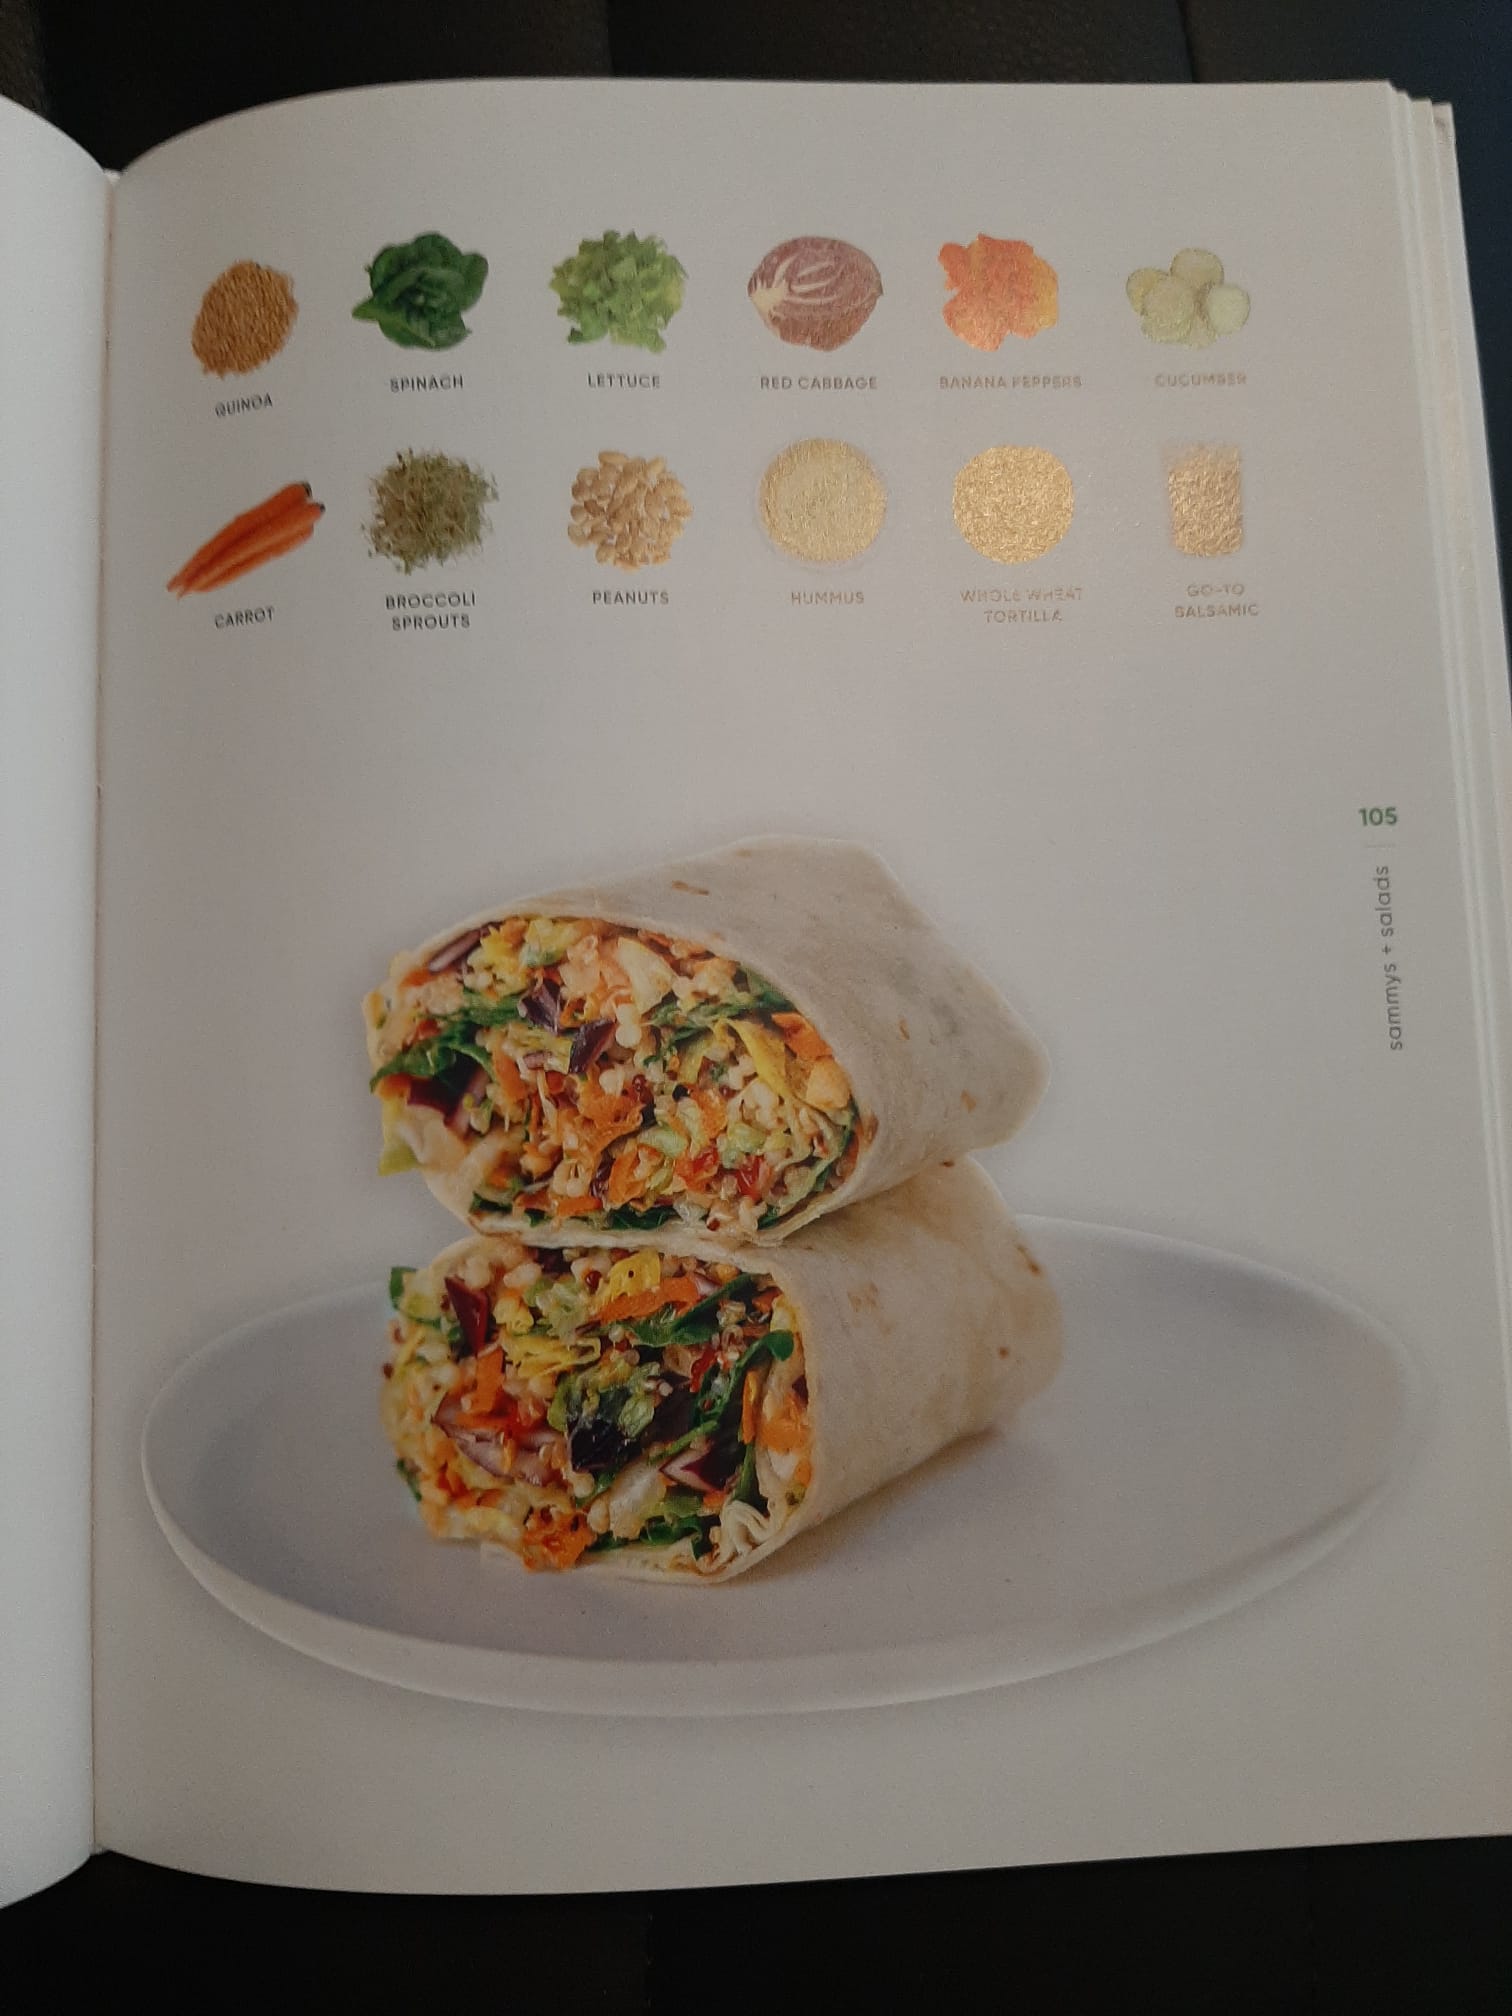 QUINOA
SPINACH
LETTUCE
RED CABBAGE
BANANA PEPPERS
CUCUMBER
CARROT
BROCCOLI
SPROUTS
PEANUTS
HUMMUS
WHOLE WHEAT
TORTILLA
GO-TO
BALSAMIC
105
sammys + salads